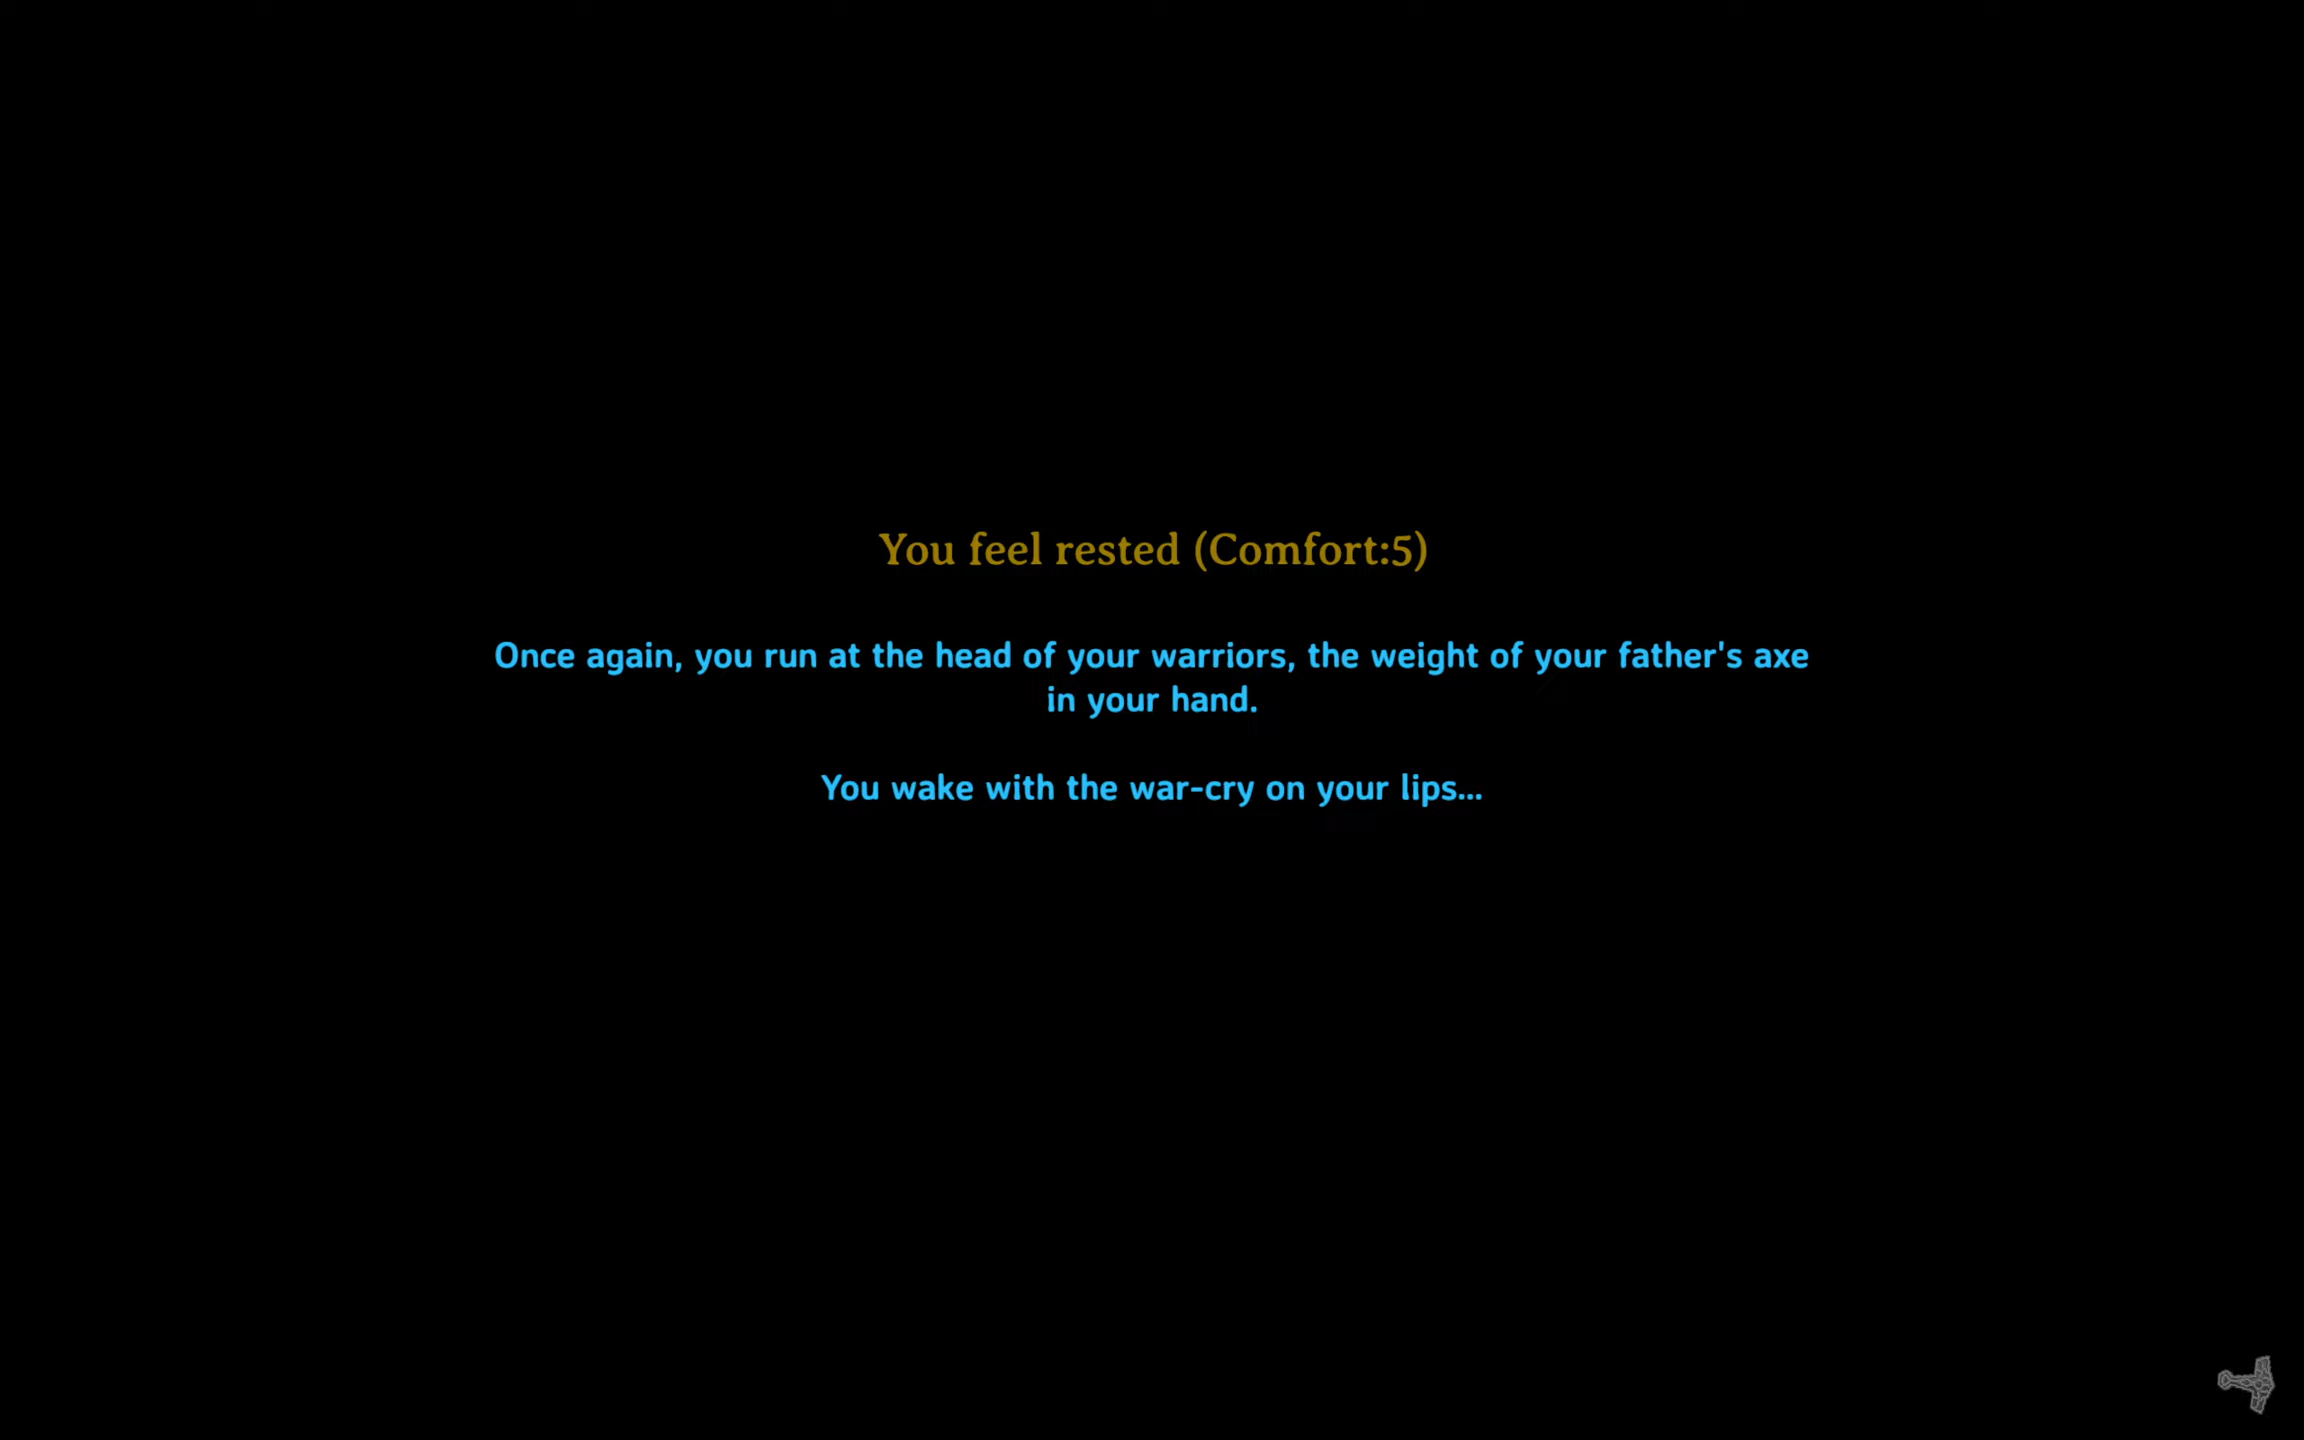 You feel rested (Comfort:5)
Once again, you run at the head of your warriors, the weight of your father's axe
in your hand.
You wake with the war-cry on your lips...